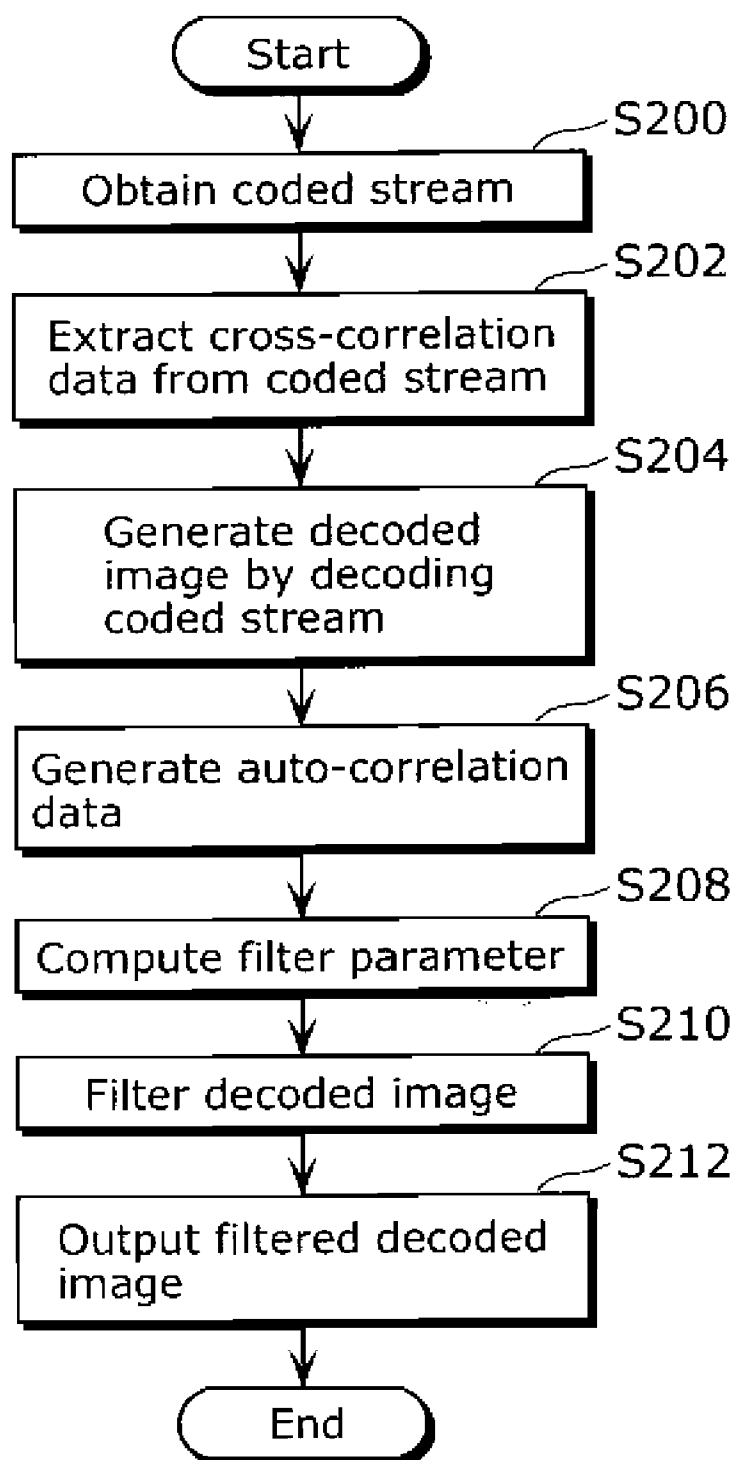 Start
S200
Obtain coded stream
S202
Extract cross-correlation
data from coded stream
S204
Generate decoded
image by decoding
coded stream
S206
Generate auto-correlation
data
S208
Compute filter parameter
S210
Filter decoded image
S212
Output filtered decoded
image
End